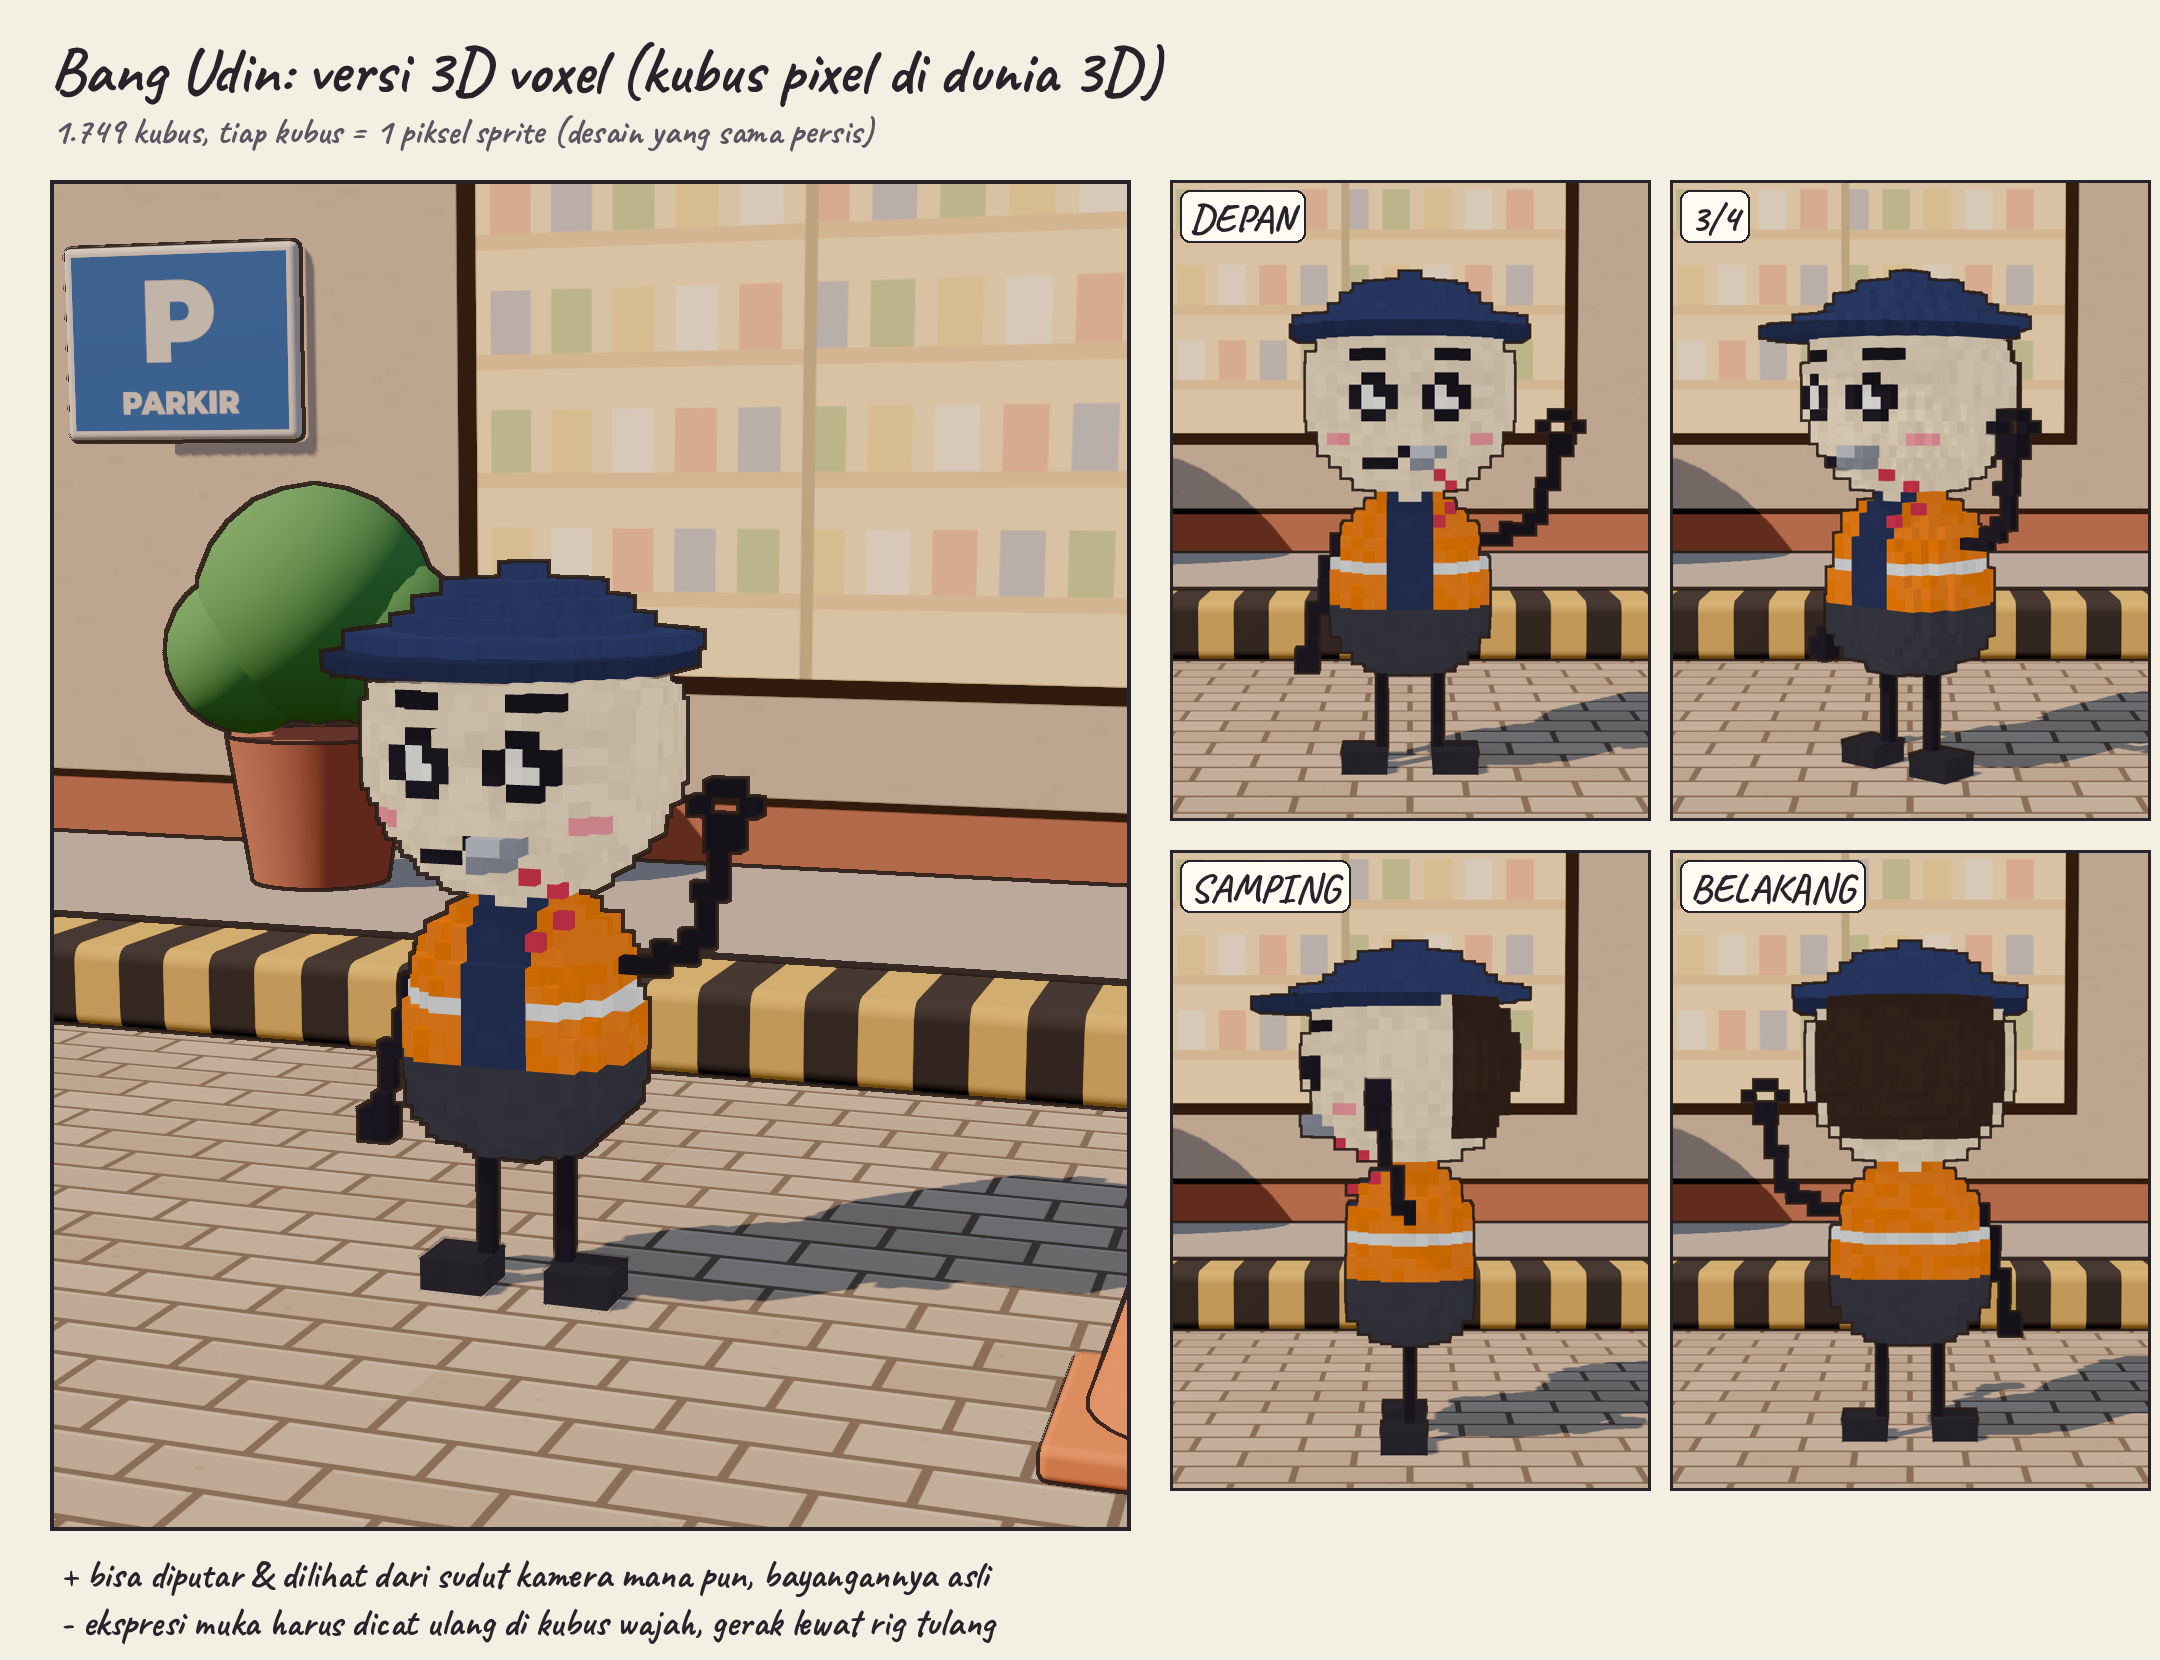 Bang Udin: versi 3D voxel (kubus pixel di dunia 3D)
1.749 kubus, tiap kubus = 1 piksel sprite (desain yang sama persis)
P
PARKIR
DEPAN
3/4
SAMPING
BELAKANG
+ bisa diputar & dilihat dari sudut kamera mana pun, bayangannya asli
- ekspresi muka harus dicat ulang di kubus wajah, gerak lewat rig tulang